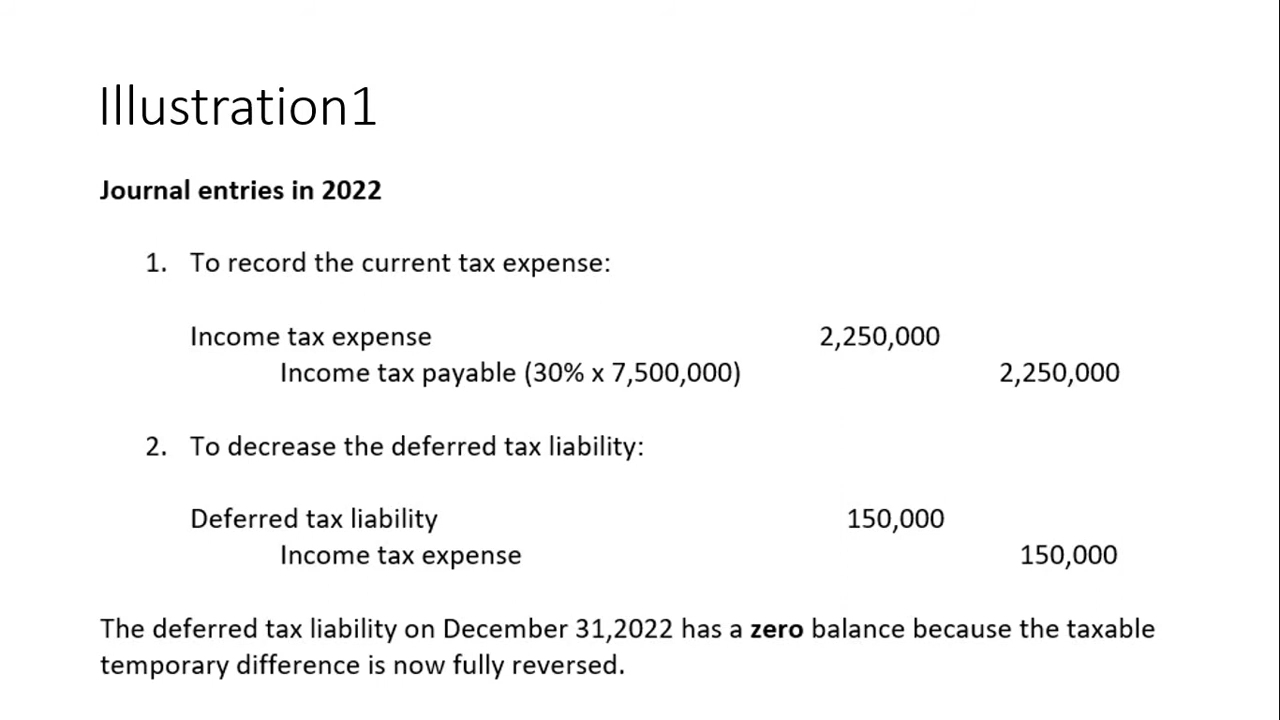 Illustration1
Journal entries in 2022
1. To record the current tax expense:
Income tax expense 2,250,000
Income tax payable (30% x 7,500,000) 2,250,000
2. To decrease the deferred tax liability:
Deferred tax liability 150,000
Income tax expense 150,000
The deferred tax liability on December 31,2022 has a zero balance because the taxable
temporary difference is now fully reversed.